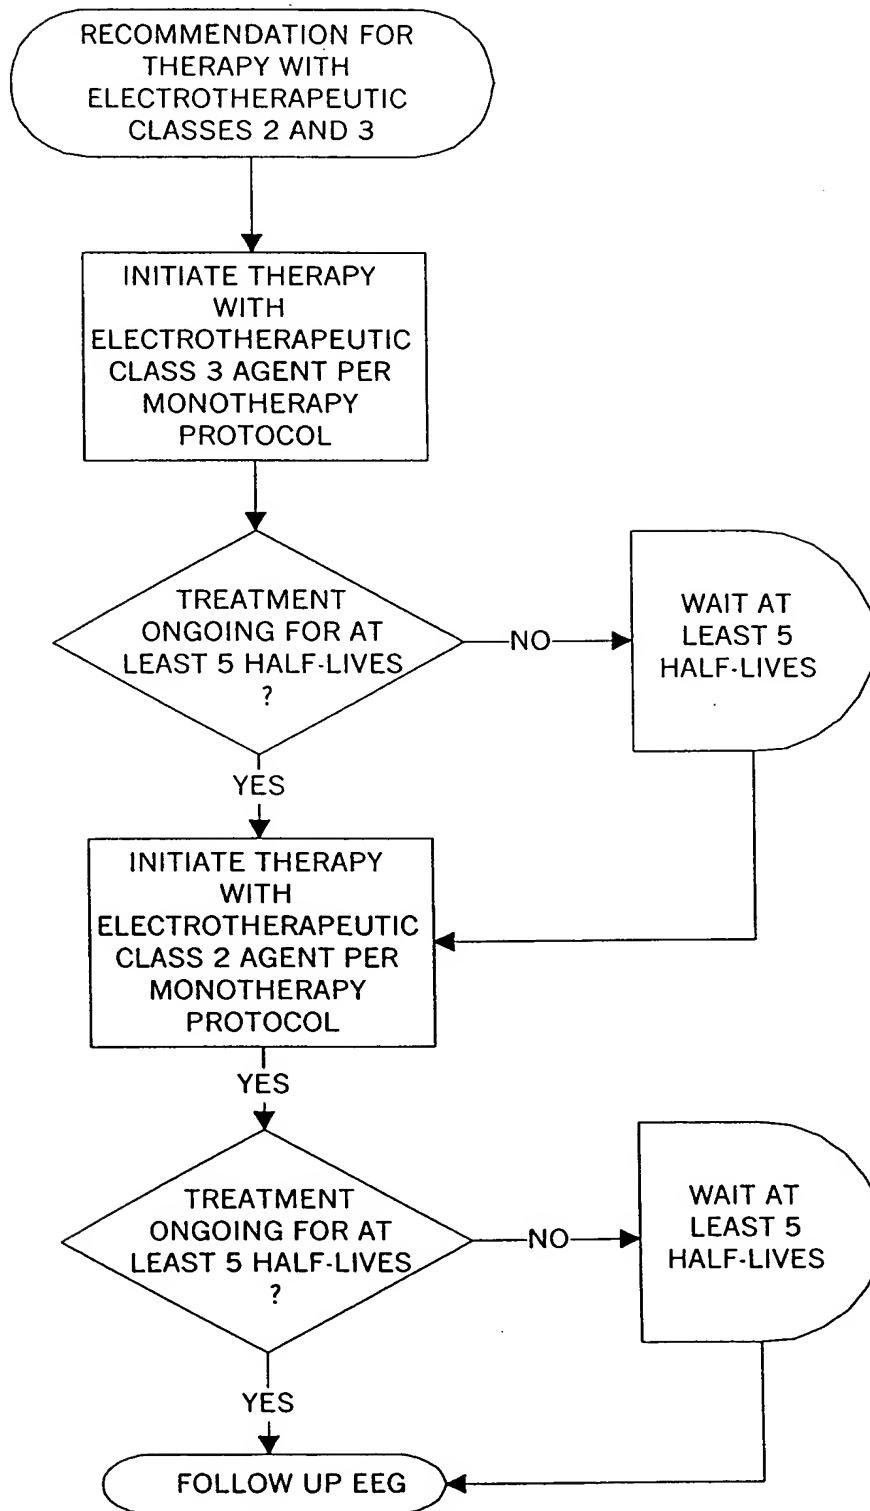 RECOMMENDATION FOR
THERAPY WITH
ELECTROTHERAPEUTIC
CLASSES 2 AND 3
INITIATE THERAPY
WITH
ELECTROTHERAPEUTIC
CLASS 3 AGENT PER
MONOTHERAPY
PROTOCOL
TREATMENT
ONGOING FOR AT
LEAST 5 HALF-LIVES
?
NO
WAIT AT
LEAST 5
HALF-LIVES
YES
INITIATE THERAPY
WITH
ELECTROTHERAPEUTIC
CLASS 2 AGENT PER
MONOTHERAPY
PROTOCOL
YES
TREATMENT
ONGOING FOR AT
LEAST 5 HALF-LIVES
?
NO
WAIT AT
LEAST 5
HALF-LIVES
YES
FOLLOW UP EEG